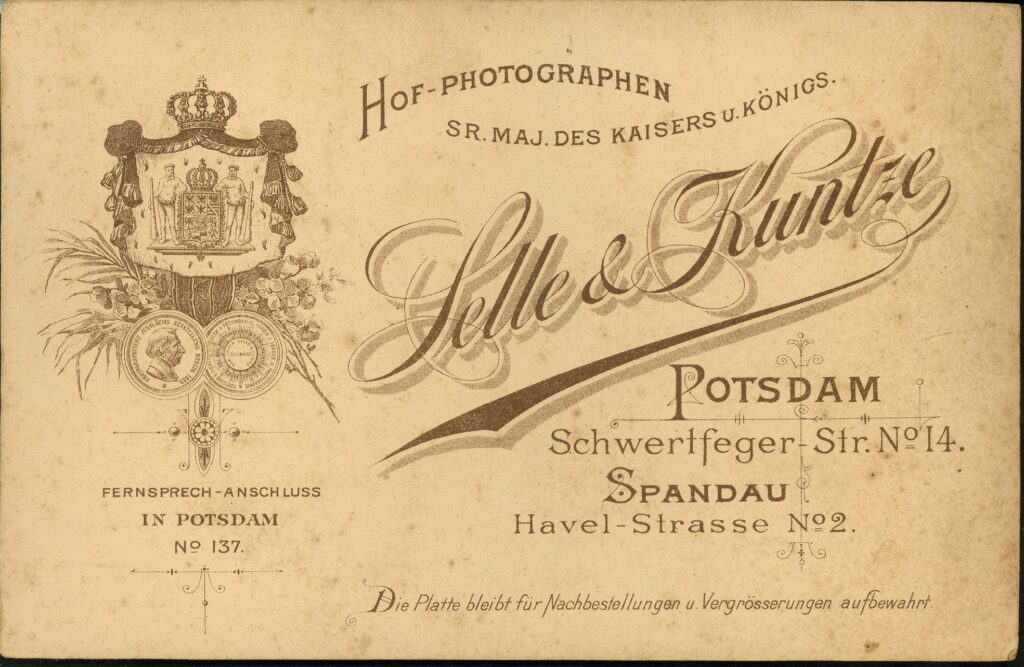 HOF-PHOTOGRAPHEN
SR. MAJ. DES KAISERS U. KÖNIGS.
Selle & Kuntze
POTSDAM
Schwertfeger-Str. No 14.
SPANDAU
Havel-Strasse No 2.
FERNSPRECH-ANSCHLUSS
IN POTSDAM
No 137.
Die Platte bleibt für Nachbestellungen u. Vergrösserungen aufbewahrt.